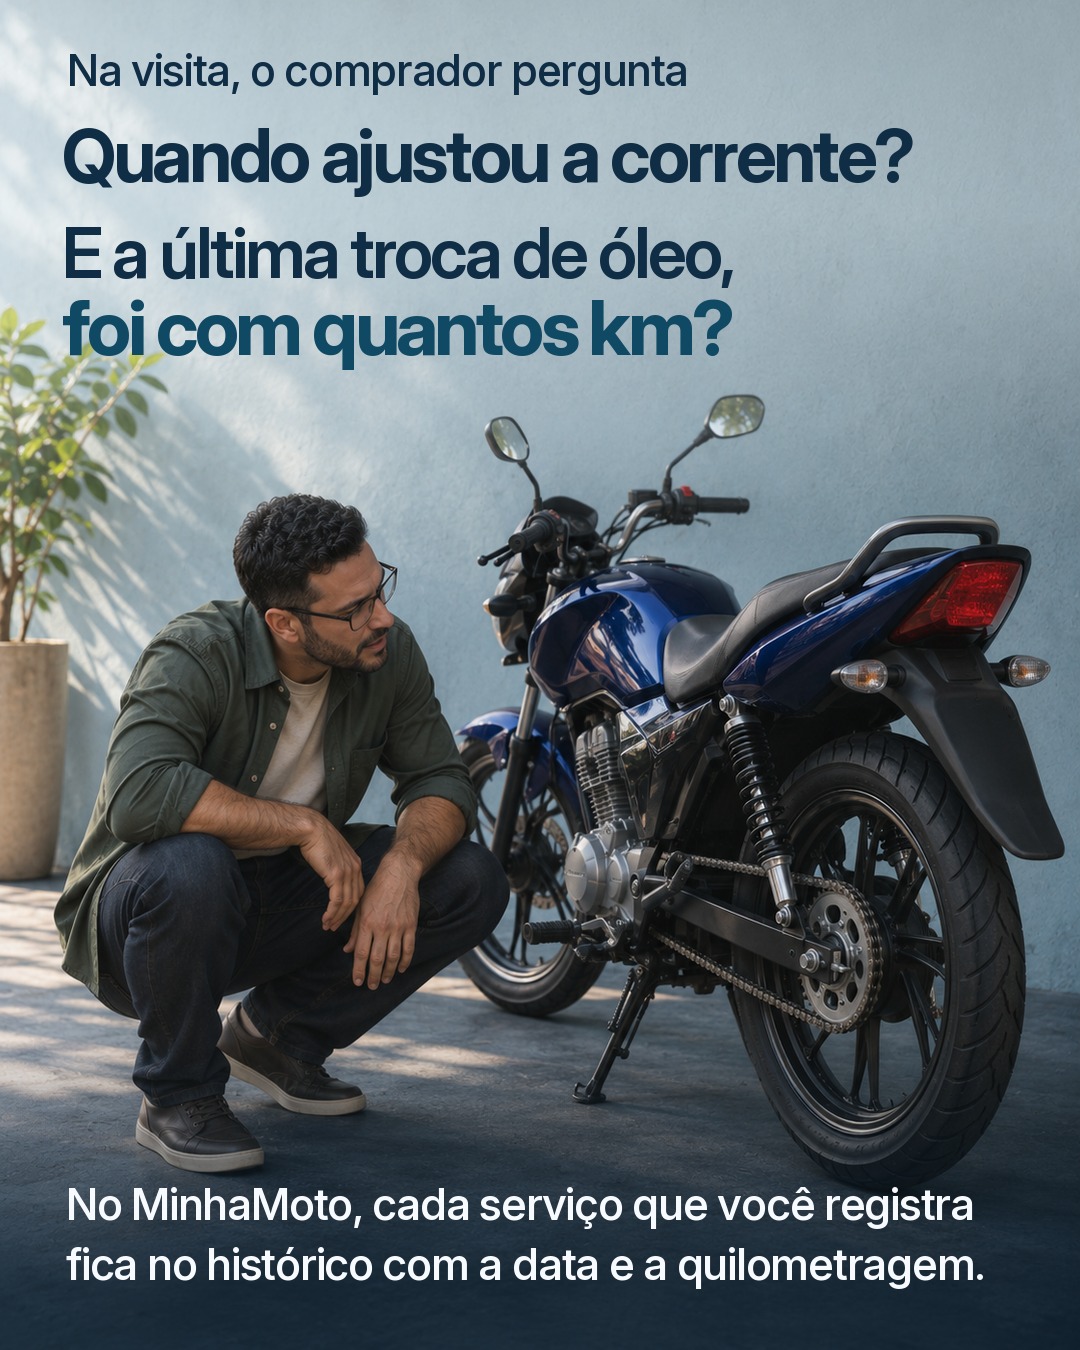 Na visita, o comprador pergunta
Quando ajustou a corrente?
E a última troca de óleo,
foi com quantos km?
No MinhaMoto, cada serviço que você registra
fica no histórico com a data e a quilometragem.